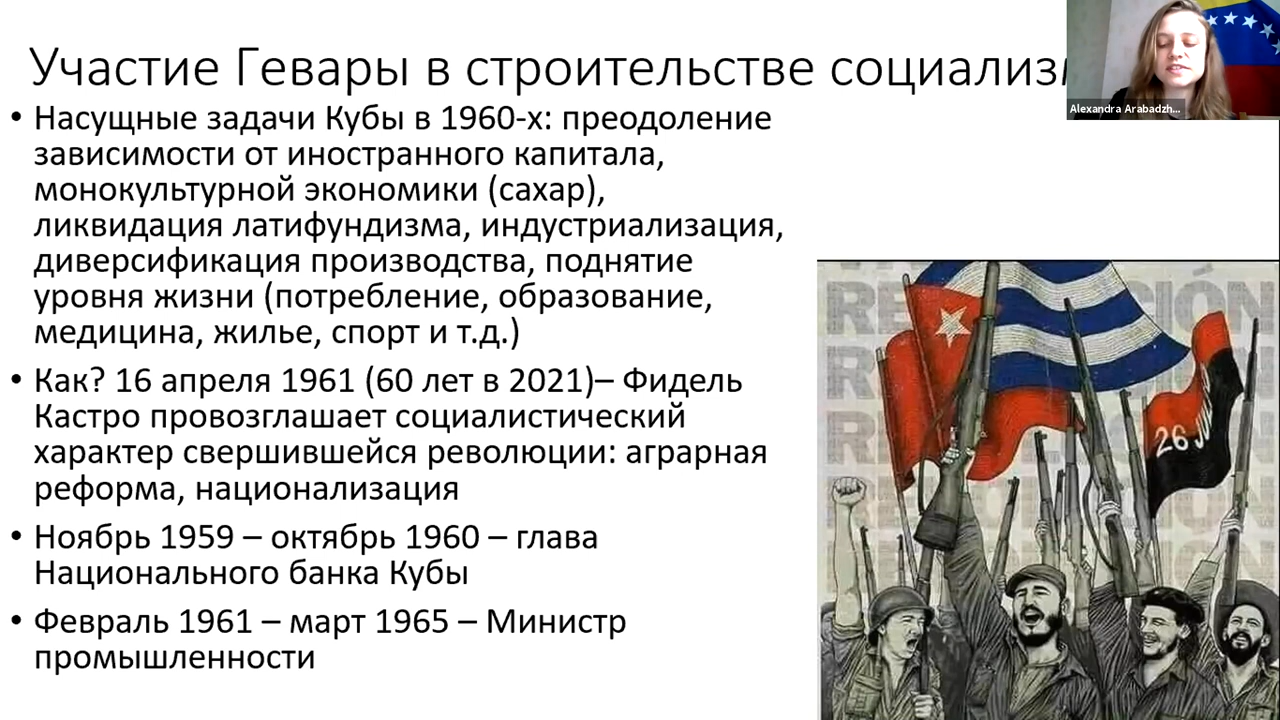 Участие Гевары в строительстве социализм
Alexandra Arabadzh...
• Насущные задачи Кубы в 1960-х: преодоление
зависимости от иностранного капитала,
монокультурной экономики (сахар),
ликвидация латифундизма, индустриализация,
диверсификация производства, поднятие
уровня жизни (потребление, образование,
медицина, жилье, спорт и т.д.)
• Как? 16 апреля 1961 (60 лет в 2021)– Фидель
Кастро провозглашает социалистический
характер свершившейся революции: аграрная
реформа, национализация
• Ноябрь 1959 – октябрь 1960 – глава
Национального банка Кубы
• Февраль 1961 – март 1965 – Министр
промышленности
26